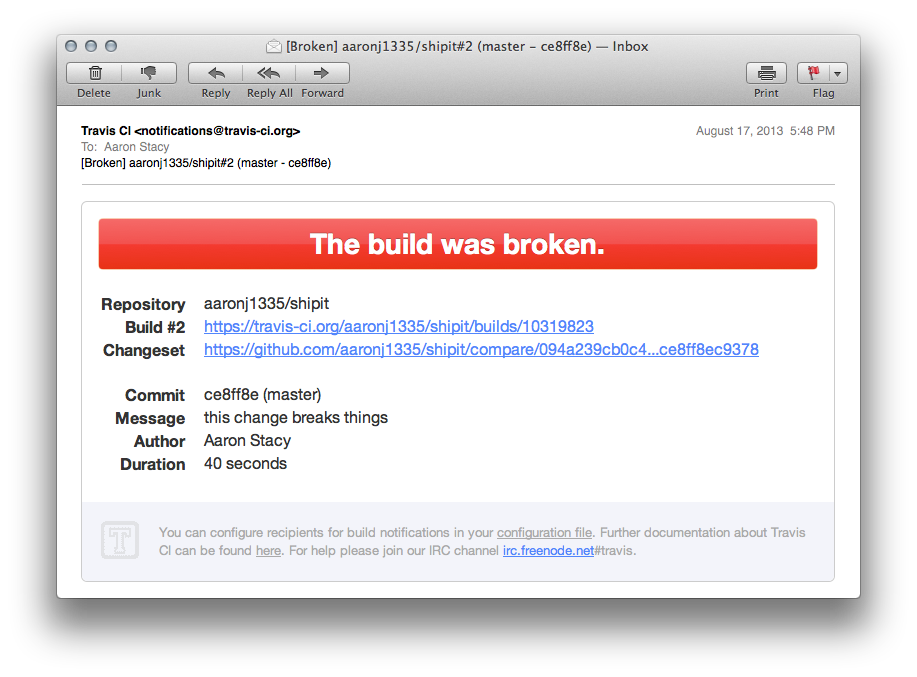 [Broken] aaronj1335/shipit#2 (master - ce8ff8e) — Inbox
Delete Junk Reply Reply All Forward Print Flag
Travis CI <notifications@travis-ci.org> August 17, 2013 5:48 PM
To: Aaron Stacy
[Broken] aaronj1335/shipit#2 (master - ce8ff8e)
The build was broken.
Repository aaronj1335/shipit
Build #2 https://travis-ci.org/aaronj1335/shipit/builds/10319823
Changeset https://github.com/aaronj1335/shipit/compare/094a239cb0c4...ce8ff8ec9378
Commit ce8ff8e (master)
Message this change breaks things
Author Aaron Stacy
Duration 40 seconds
T You can configure recipients for build notifications in your configuration file. Further documentation about Travis
CI can be found here. For help please join our IRC channel irc.freenode.net#travis.